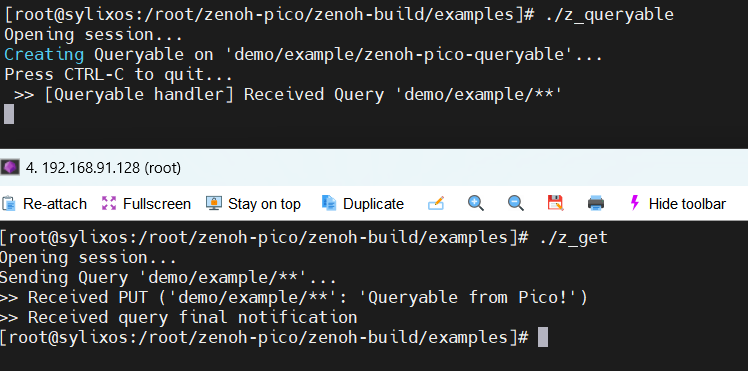 [root@sylixos:/root/zenoh-pico/zenoh-build/examples]# ./z_queryable
Opening session...
Creating Queryable on 'demo/example/zenoh-pico-queryable'...
Press CTRL-C to quit...
 >> [Queryable handler] Received Query 'demo/example/**'
4. 192.168.91.128 (root)
Re-attach Fullscreen Stay on top Duplicate Hide toolbar
[root@sylixos:/root/zenoh-pico/zenoh-build/examples]# ./z_get
Opening session...
Sending Query 'demo/example/**'...
>> Received PUT ('demo/example/**': 'Queryable from Pico!')
>> Received query final notification
[root@sylixos:/root/zenoh-pico/zenoh-build/examples]#